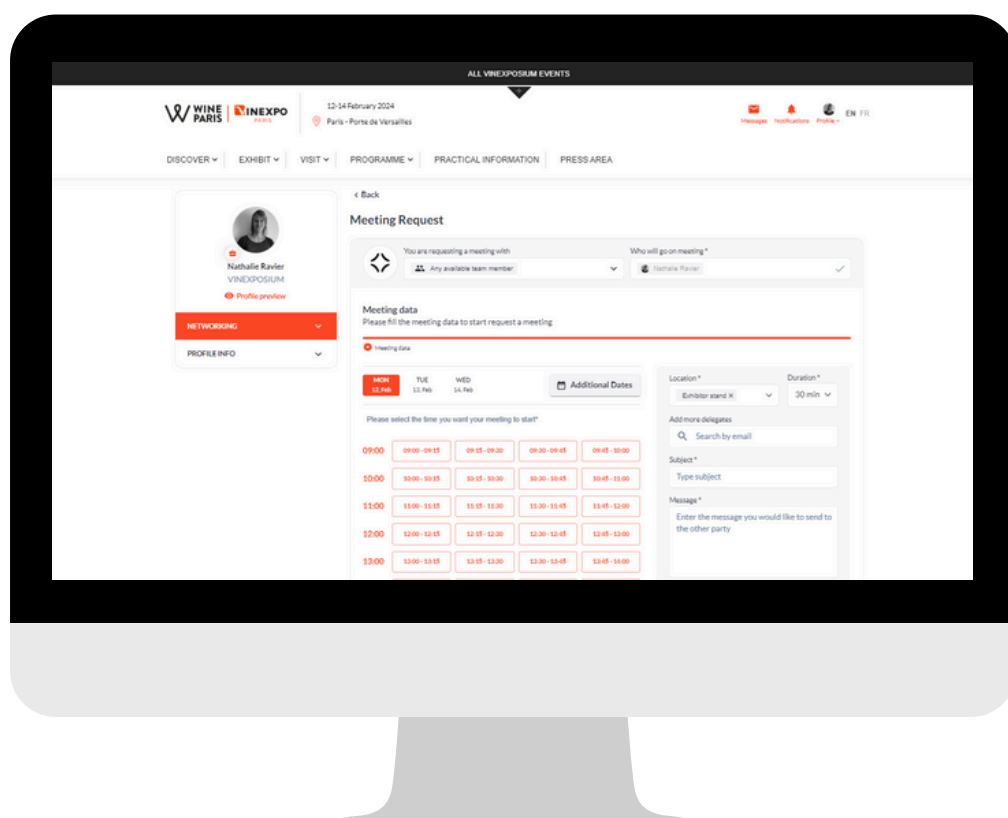 ALL VINEXPOSIUM EVENTS
WINE PARIS
VINEXPO PARIS
12-14 February 2024
Paris - Porte de Versailles
Messages
Notifications
Profile
EN FR
DISCOVER
EXHIBIT
VISIT
PROGRAMME
PRACTICAL INFORMATION
PRESS AREA
< Back
Meeting Request
Nathalie Ravier
VINEXPOSIUM
Profile preview
NETWORKING
PROFILE INFO
You are requesting a meeting with
Any available team member
Who will go on meeting *
Nathalie Ravier
Meeting data
Please fill the meeting data to start request a meeting
Meeting data
MON
12, Feb
TUE
13, Feb
WED
14, Feb
Additional Dates
Please select the time you want your meeting to start*
09:00 09:00 - 09:15 09:15 - 09:30 09:30 - 09:45 09:45 - 10:00
10:00 10:00 - 10:15 10:15 - 10:30 10:30 - 10:45 10:45 - 11:00
11:00 11:00 - 11:15 11:15 - 11:30 11:30 - 11:45 11:45 - 12:00
12:00 12:00 - 12:15 12:15 - 12:30 12:30 - 12:45 12:45 - 13:00
13:00 13:00 - 13:15 13:15 - 13:30 13:30 - 13:45 13:45 - 14:00
Location *
Exhibitor stand ×
Duration *
30 min
Add more delegates
Search by email
Subject *
Type subject
Message *
Enter the message you would like to send to
the other party